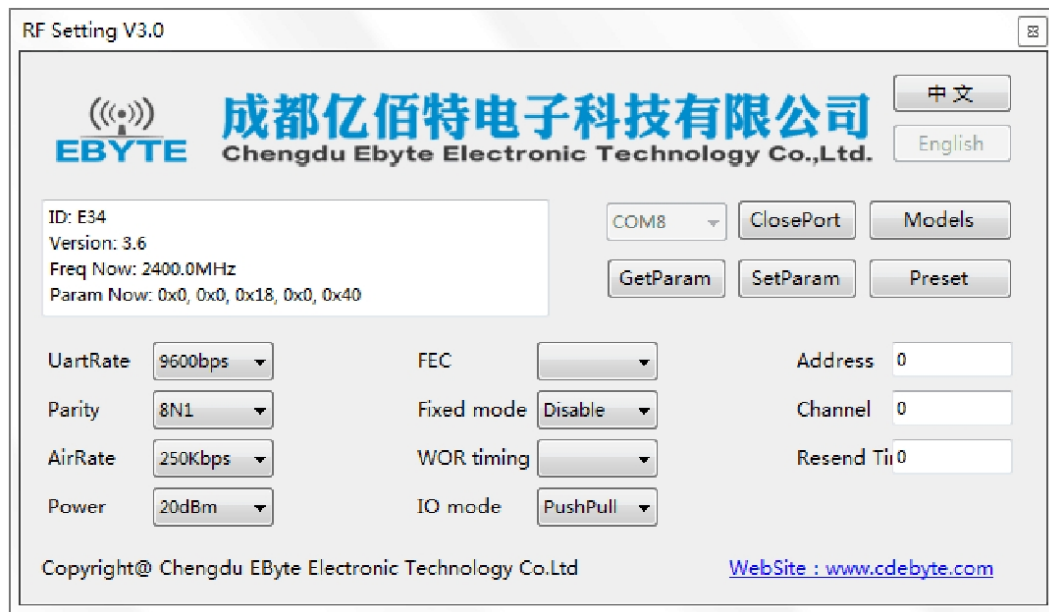 RF Setting V3.0
EBYTE
成都亿佰特电子科技有限公司
Chengdu Ebyte Electronic Technology Co.,Ltd.
中文
English
ID: E34
Version: 3.6
Freq Now: 2400.0MHz
Param Now: 0x0, 0x0, 0x18, 0x0, 0x40
COM8 ClosePort Models
GetParam SetParam Preset
UartRate 9600bps FEC Address 0
Parity 8N1 Fixed mode Disable Channel 0
AirRate 250Kbps WOR timing Resend Ti 0
Power 20dBm IO mode PushPull
Copyright@ Chengdu EByte Electronic Technology Co.Ltd WebSite : www.cdebyte.com